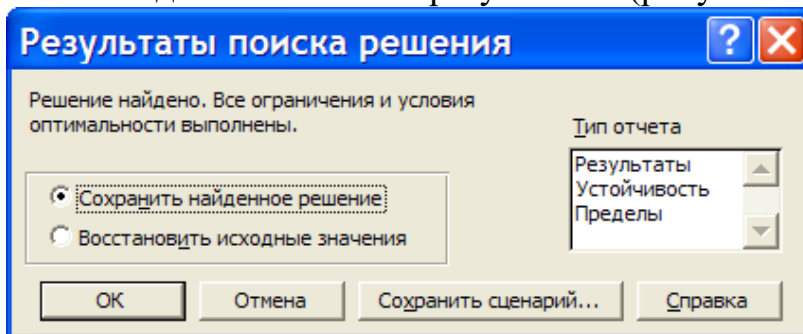 Результаты поиска решения
Решение найдено. Все ограничения и условия
оптимальности выполнены.
Тип отчета
Результаты
Устойчивость
Пределы
Сохранить найденное решение
Восстановить исходные значения
ОК Отмена Сохранить сценарий... Справка